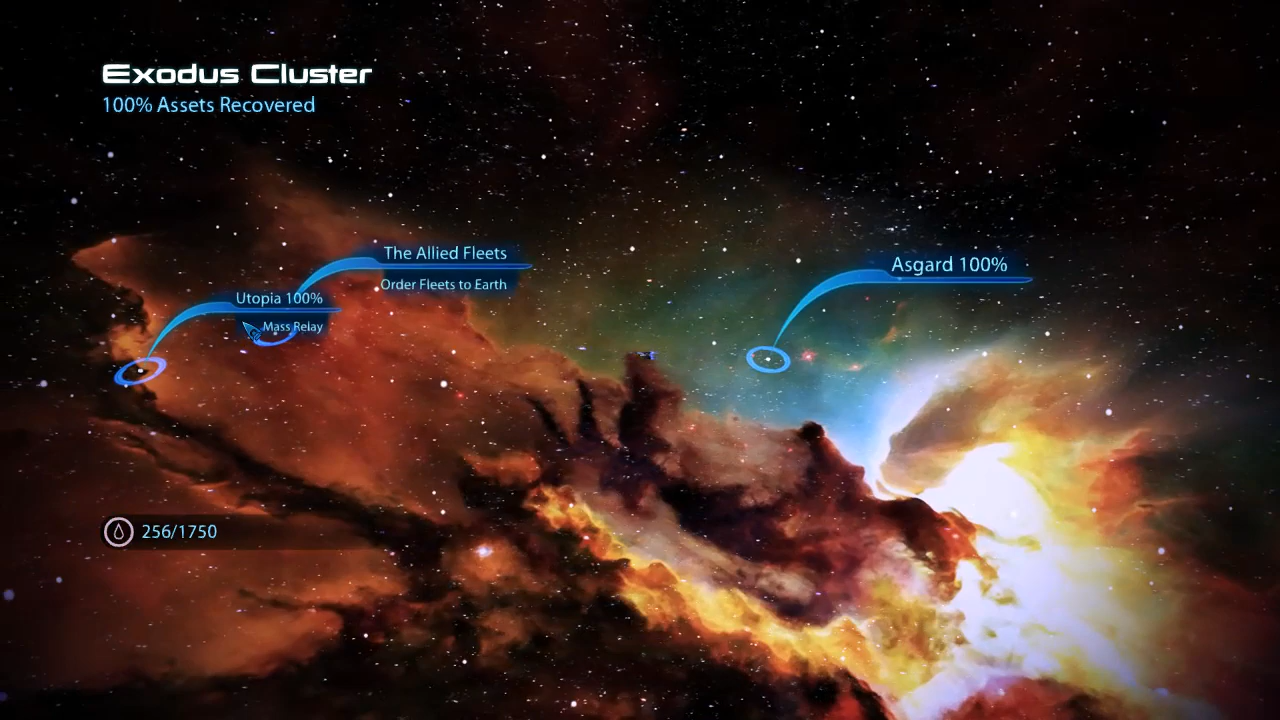 Exodus Cluster
100% Assets Recovered
The Allied Fleets
Order Fleets to Earth
Utopia 100%
Mass Relay
Asgard 100%
256/1750